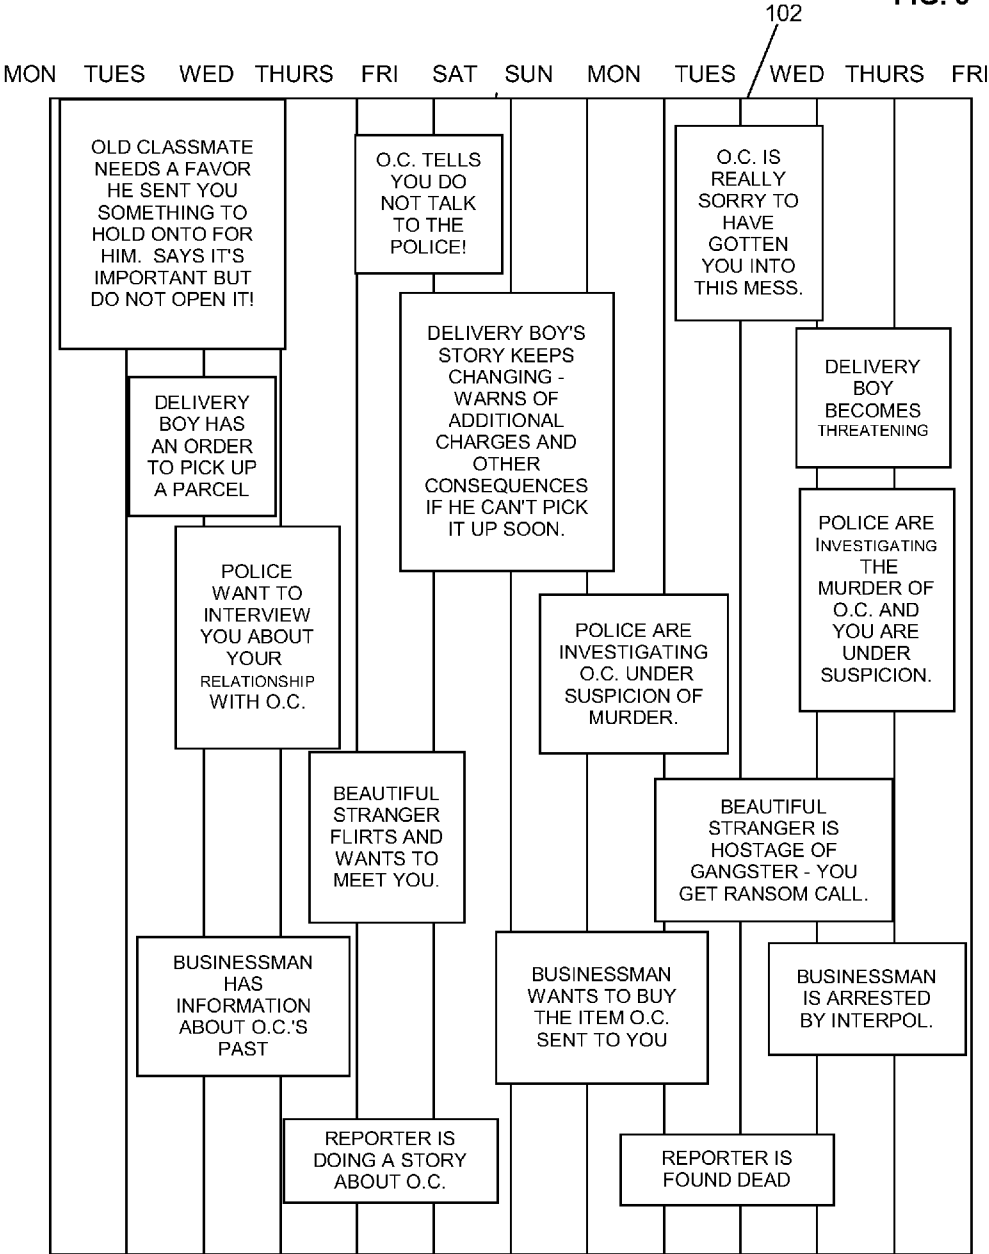 102
MON TUES WED THURS FRI SAT SUN MON TUES WED THURS FRI
OLD CLASSMATE
NEEDS A FAVOR
HE SENT YOU
SOMETHING TO
HOLD ONTO FOR
HIM. SAYS IT'S
IMPORTANT BUT
DO NOT OPEN IT!
O.C. TELLS
YOU DO
NOT TALK
TO THE
POLICE!
O.C. IS
REALLY
SORRY TO
HAVE
GOTTEN
YOU INTO
THIS MESS.
DELIVERY BOY'S
STORY KEEPS
CHANGING -
WARNS OF
ADDITIONAL
CHARGES AND
OTHER
CONSEQUENCES
IF HE CAN'T PICK
IT UP SOON.
DELIVERY
BOY
BECOMES
THREATENING
DELIVERY
BOY HAS
AN ORDER
TO PICK UP
A PARCEL
POLICE ARE
INVESTIGATING
THE
MURDER OF
O.C. AND
YOU ARE
UNDER
SUSPICION.
POLICE
WANT TO
INTERVIEW
YOU ABOUT
YOUR
RELATIONSHIP
WITH O.C.
POLICE ARE
INVESTIGATING
O.C. UNDER
SUSPICION OF
MURDER.
BEAUTIFUL
STRANGER
FLIRTS AND
WANTS TO
MEET YOU.
BEAUTIFUL
STRANGER IS
HOSTAGE OF
GANGSTER - YOU
GET RANSOM CALL.
BUSINESSMAN
HAS
INFORMATION
ABOUT O.C.'S
PAST
BUSINESSMAN
WANTS TO BUY
THE ITEM O.C.
SENT TO YOU
BUSINESSMAN
IS ARRESTED
BY INTERPOL.
REPORTER IS
DOING A STORY
ABOUT O.C.
REPORTER IS
FOUND DEAD